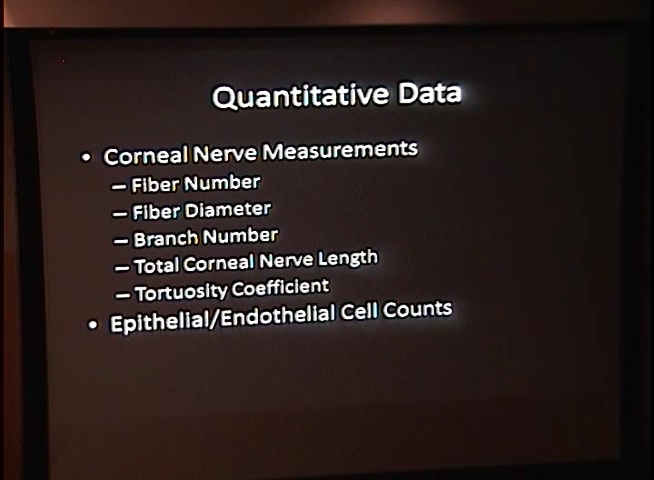 Quantitative Data
• Corneal Nerve Measurements
– Fiber Number
– Fiber Diameter
– Branch Number
– Total Corneal Nerve Length
– Tortuosity Coefficient
• Epithelial/Endothelial Cell Counts